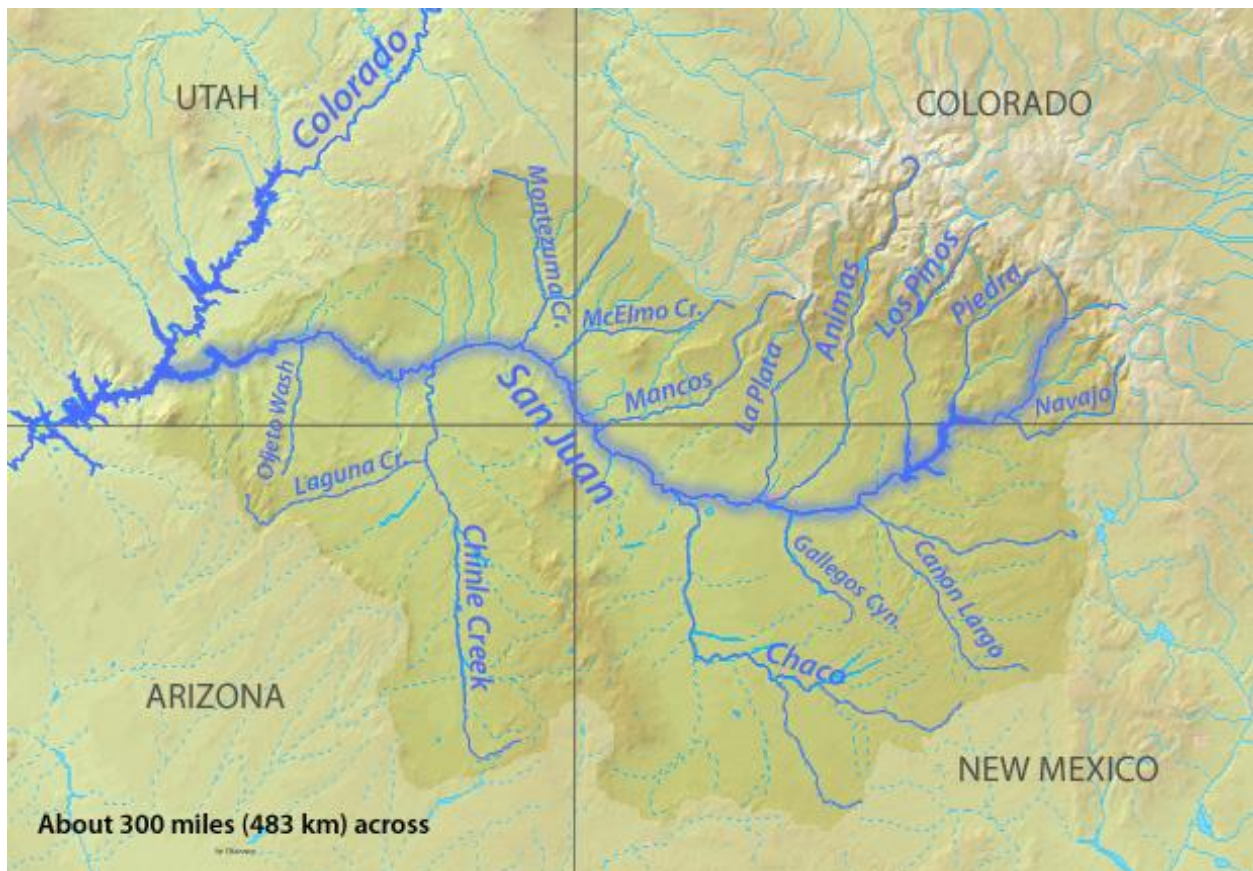 UTAH
Colorado
COLORADO
Montezuma Cr.
McElmo Cr.
Animas
Los Pinos
Piedra
Oljeto Wash
San Juan
Mancos
La Plata
Navajo
Laguna Cr.
Chinle Creek
Gallegos Cyn.
Cañon Largo
Chaco
ARIZONA
NEW MEXICO
About 300 miles (483 km) across